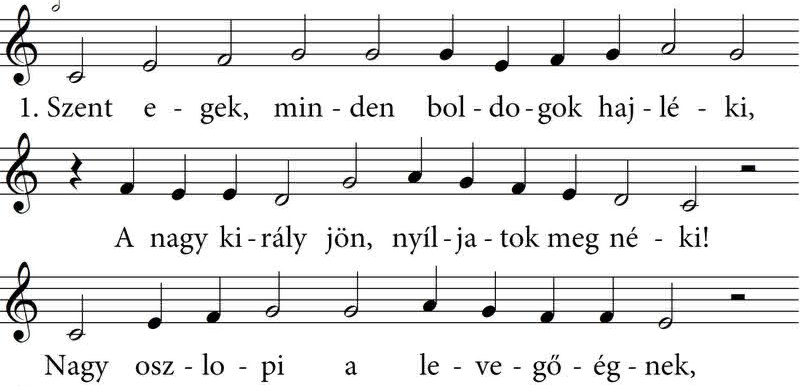 1. Szent e - gek, min - den bol - do - gok haj - lé - ki,
A nagy ki - rály jön, nyíl - ja - tok meg né - ki!
Nagy osz - lo - pi a le - ve - gő - ég - nek,